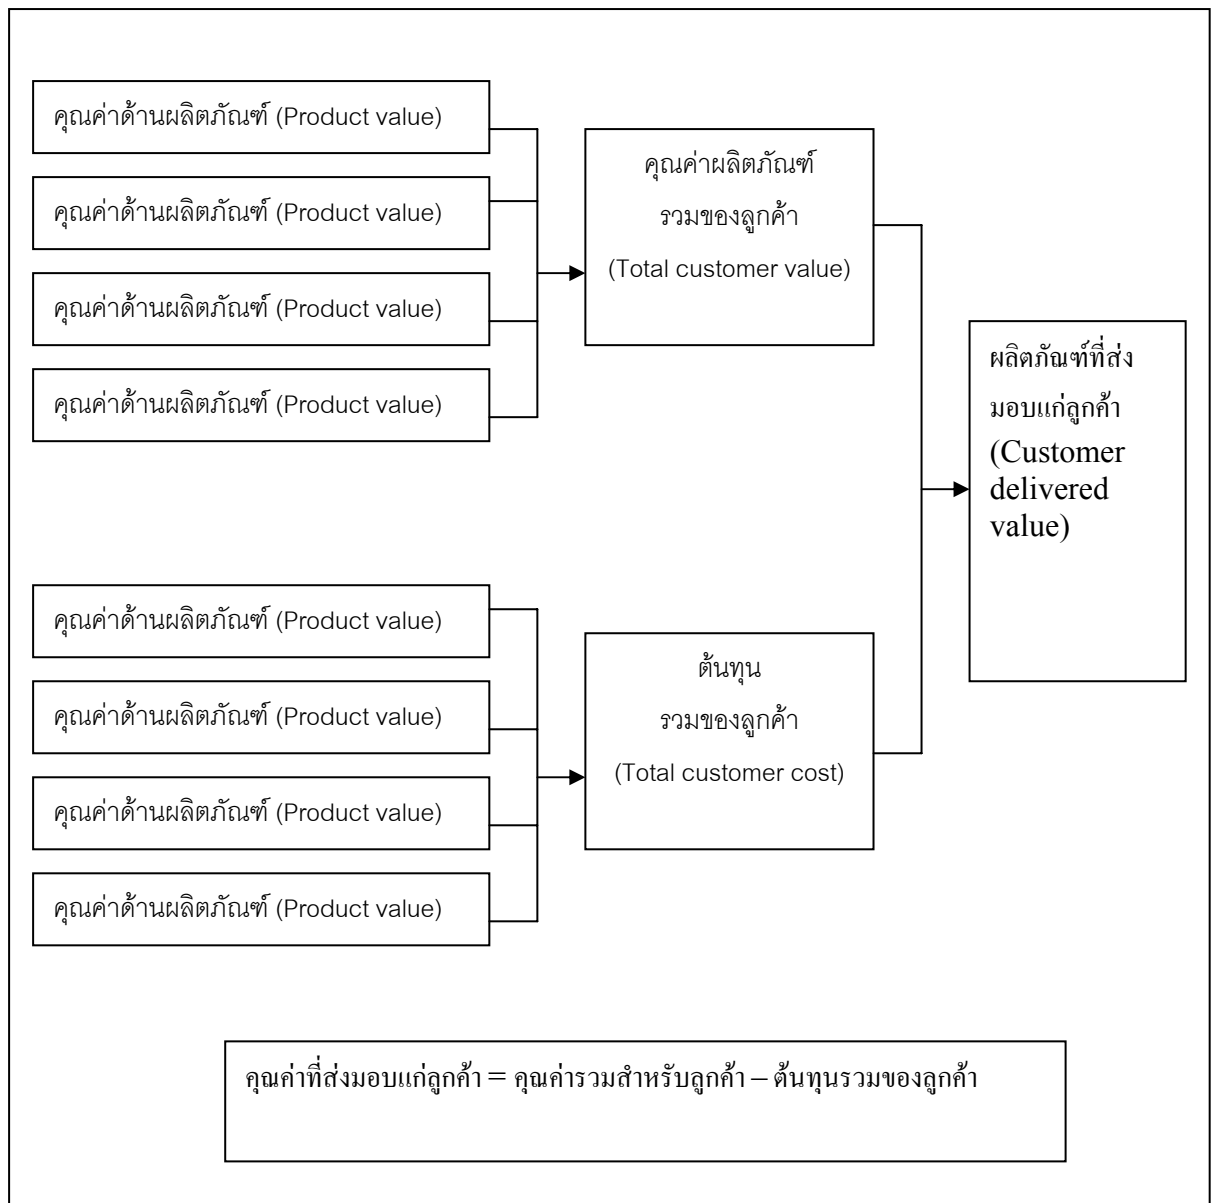 คุณค่าด้านผลิตภัณฑ์ (Product value)
คุณค่าด้านผลิตภัณฑ์ (Product value)
คุณค่าด้านผลิตภัณฑ์ (Product value)
คุณค่าด้านผลิตภัณฑ์ (Product value)
คุณค่าผลิตภัณฑ์
รวมของลูกค้า
(Total customer value)
ผลิตภัณฑ์ที่ส่ง
มอบแก่ลูกค้า
(Customer
delivered
value)
คุณค่าด้านผลิตภัณฑ์ (Product value)
คุณค่าด้านผลิตภัณฑ์ (Product value)
คุณค่าด้านผลิตภัณฑ์ (Product value)
คุณค่าด้านผลิตภัณฑ์ (Product value)
ต้นทุน
รวมของลูกค้า
(Total customer cost)
คุณค่าที่ส่งมอบแก่ลูกค้า = คุณค่ารวมสำหรับลูกค้า – ต้นทุนรวมของลูกค้า